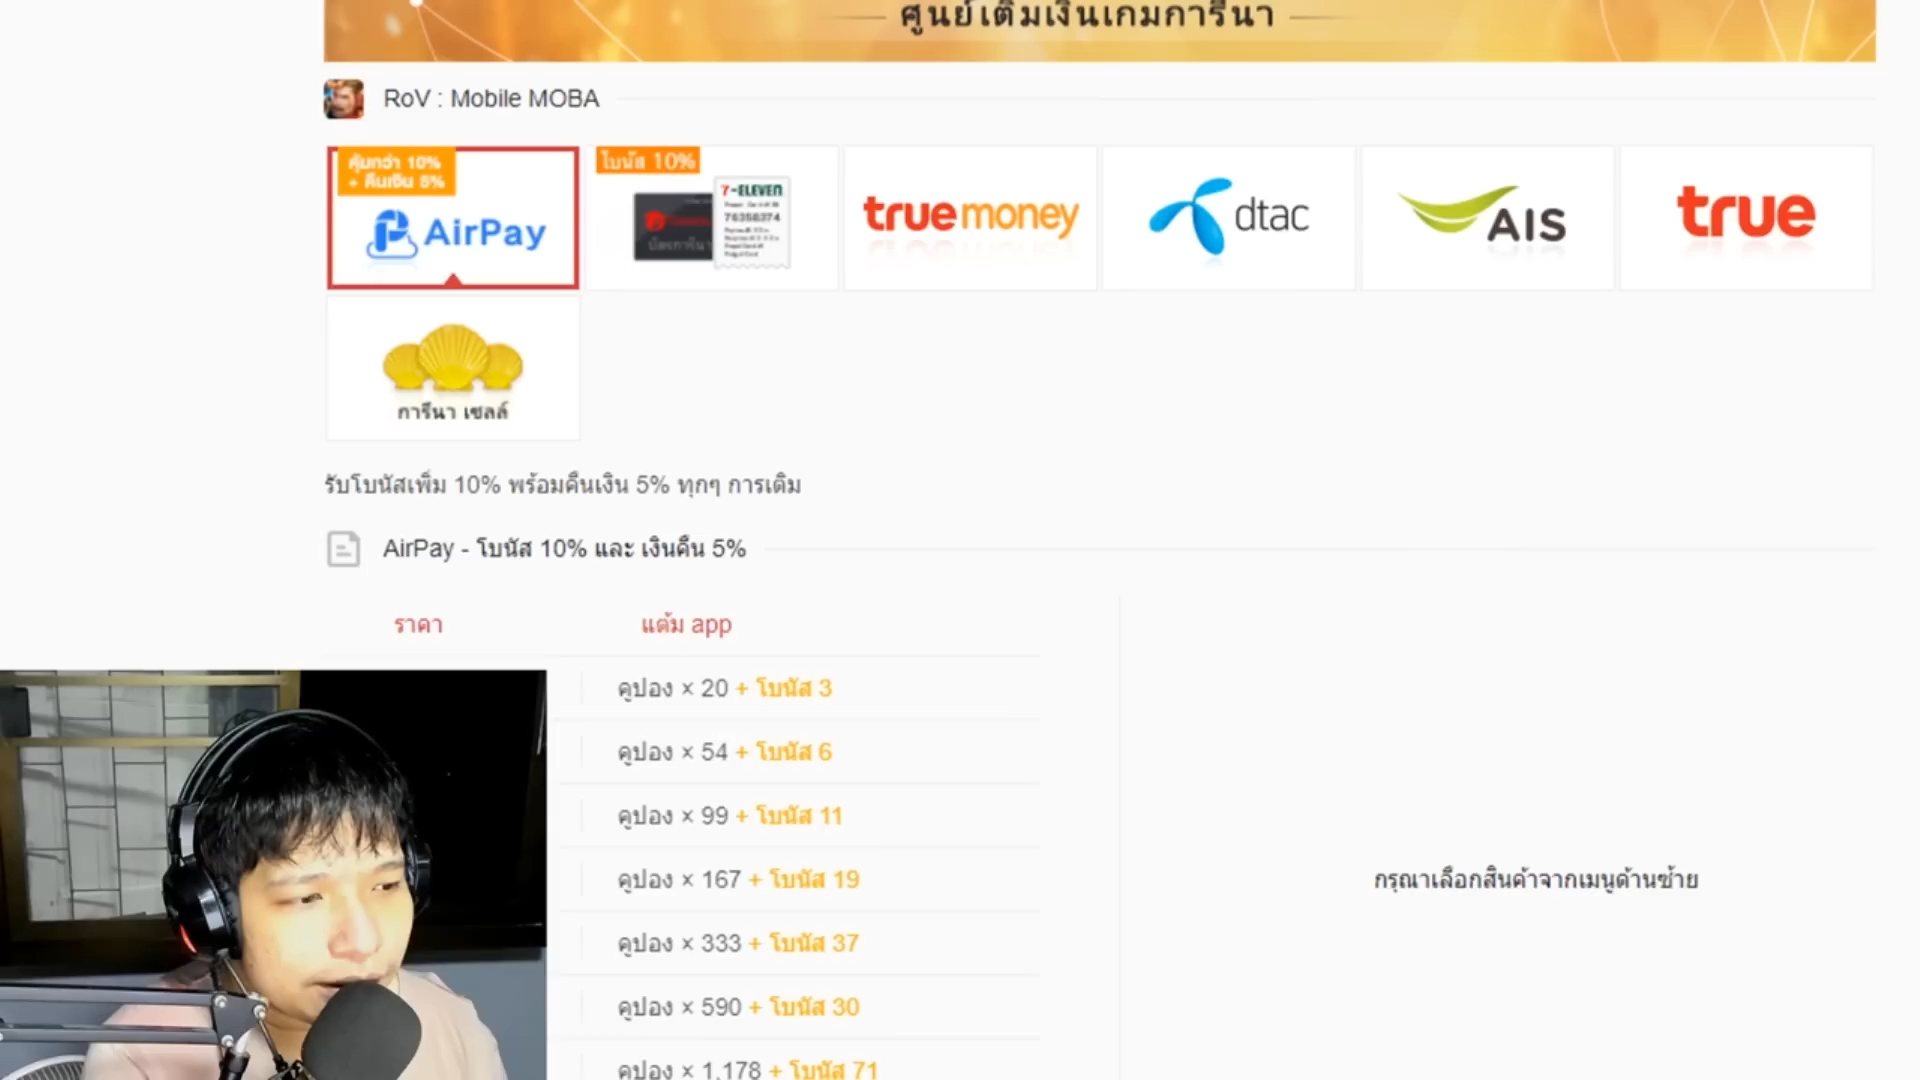 ศูนย์เติมเงินเกมการีนา
RoV : Mobile MOBA
คุ้มกว่า 10%
+ คืนเงิน 5%
AirPay
โบนัส 10%
7-ELEVEN
76358374
บัตรการีนา
truemoney
dtac
AIS
true
การีนา เชลล์
รับโบนัสเพิ่ม 10% พร้อมคืนเงิน 5% ทุกๆ การเติม
AirPay - โบนัส 10% และ เงินคืน 5%
ราคา แต้ม app
คูปอง × 20 + โบนัส 3
คูปอง × 54 + โบนัส 6
คูปอง × 99 + โบนัส 11
คูปอง × 167 + โบนัส 19
คูปอง × 333 + โบนัส 37
คูปอง × 590 + โบนัส 30
คูปอง × 1,178 + โบนัส 71
กรุณาเลือกสินค้าจากเมนูด้านซ้าย